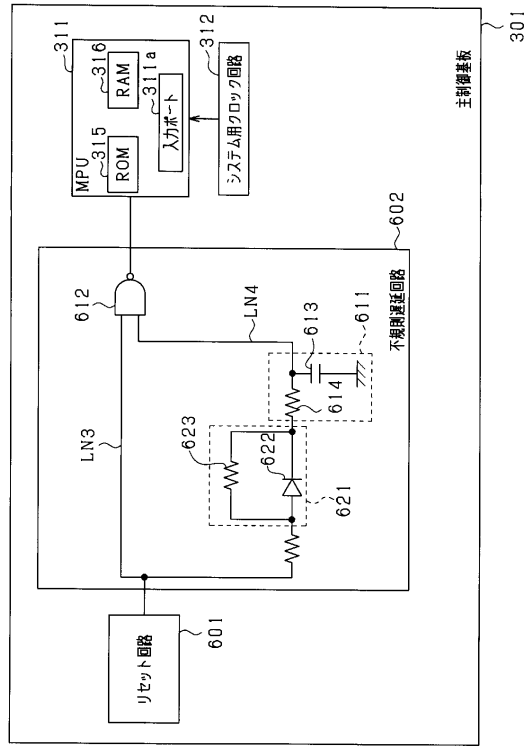 主制御基板
301
リセット回路
601
不規則遅延回路
602
LN3
LN4
612
611
613
614
621
622
623
MPU
311
ROM
315
RAM
316
入力ポート
311a
システム用クロック回路
312